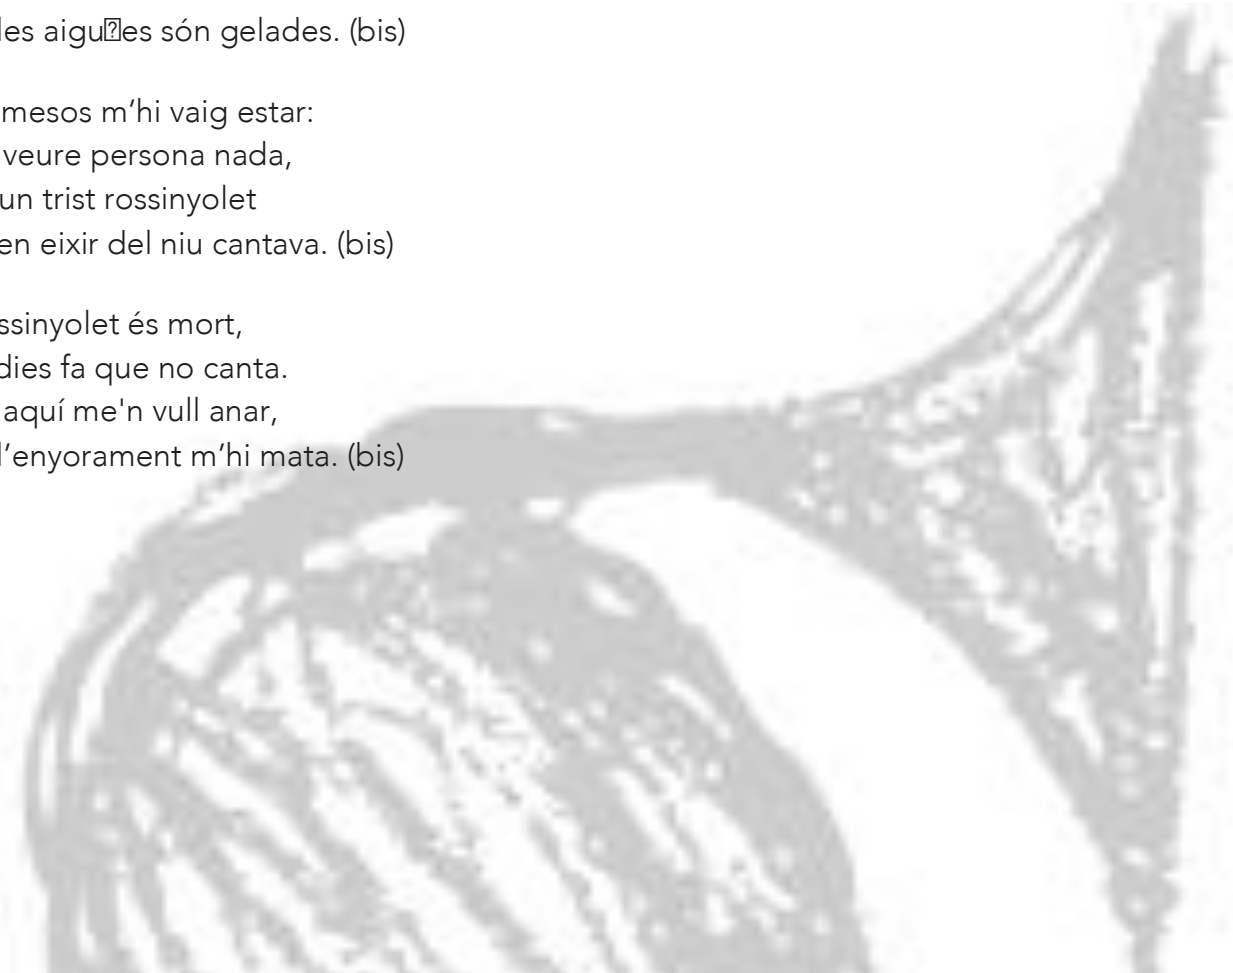 les aigu�es són gelades. (bis)
mesos m’hi vaig estar:
veure persona nada,
un trist rossinyolet
en eixir del niu cantava. (bis)
ssinyolet és mort,
dies fa que no canta.
aquí me'n vull anar,
l’enyorament m’hi mata. (bis)